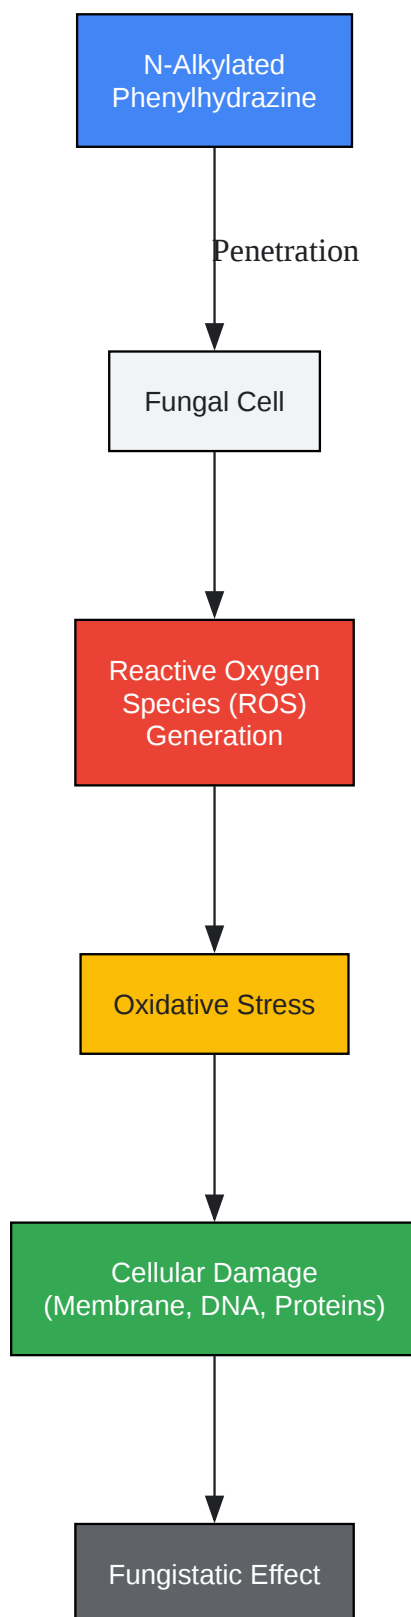 N-Alkylated
Phenylhydrazine
Penetration
Fungal Cell
Reactive Oxygen
Species (ROS)
Generation
Oxidative Stress
Cellular Damage
(Membrane, DNA, Proteins)
Fungistatic Effect